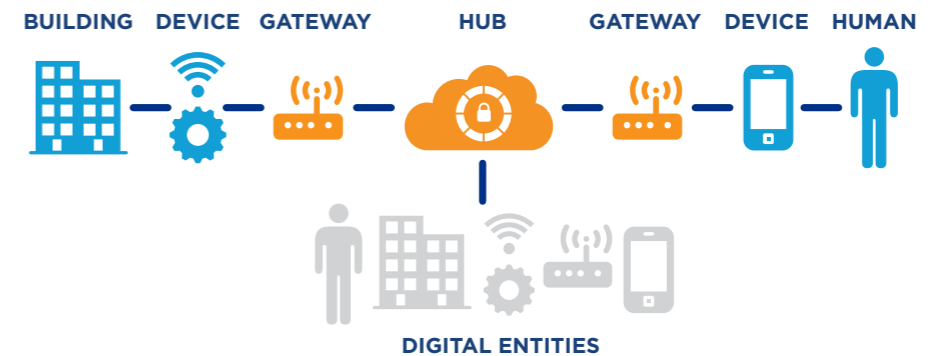 BUILDING DEVICE GATEWAY HUB GATEWAY DEVICE HUMAN
DIGITAL ENTITIES